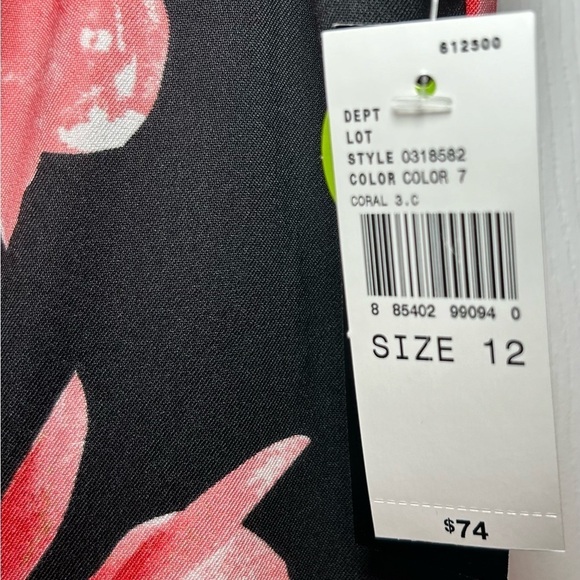 612500
DEPT
LOT
STYLE 0318582
COLOR COLOR 7
CORAL 3.C
8 85402 99094 0
SIZE 12
$74